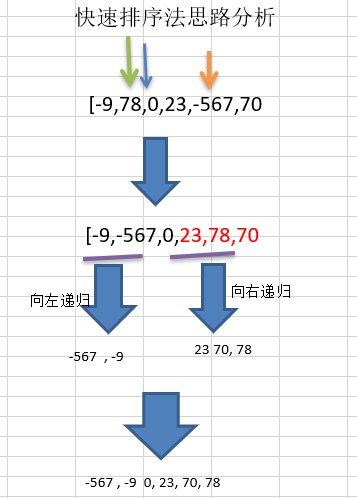 快速排序法思路分析
[-9,78,0,23,-567,70
[-9,-567,0,23,78,70
向左递归
向右递归
-567 , -9
23 70, 78
-567 , -9 0, 23, 70, 78